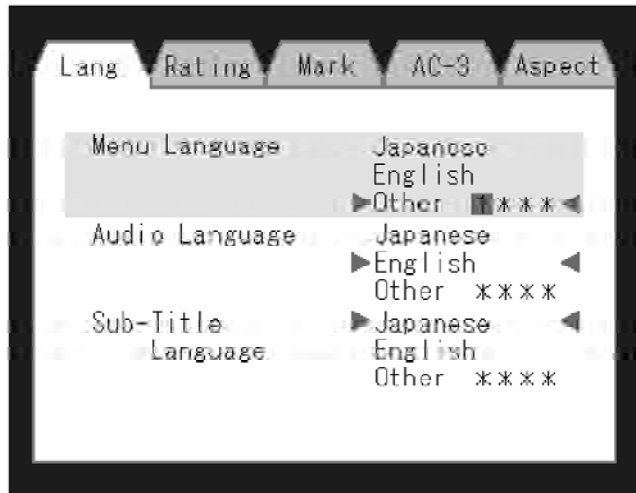 Lang Rating Mark AC-3 Aspect
Menu Language Japanese
English
▶Other ****◀
Audio Language Japanese
▶English ◀
Other ****
Sub-Title ▶Japanese ◀
Language English
Other ****